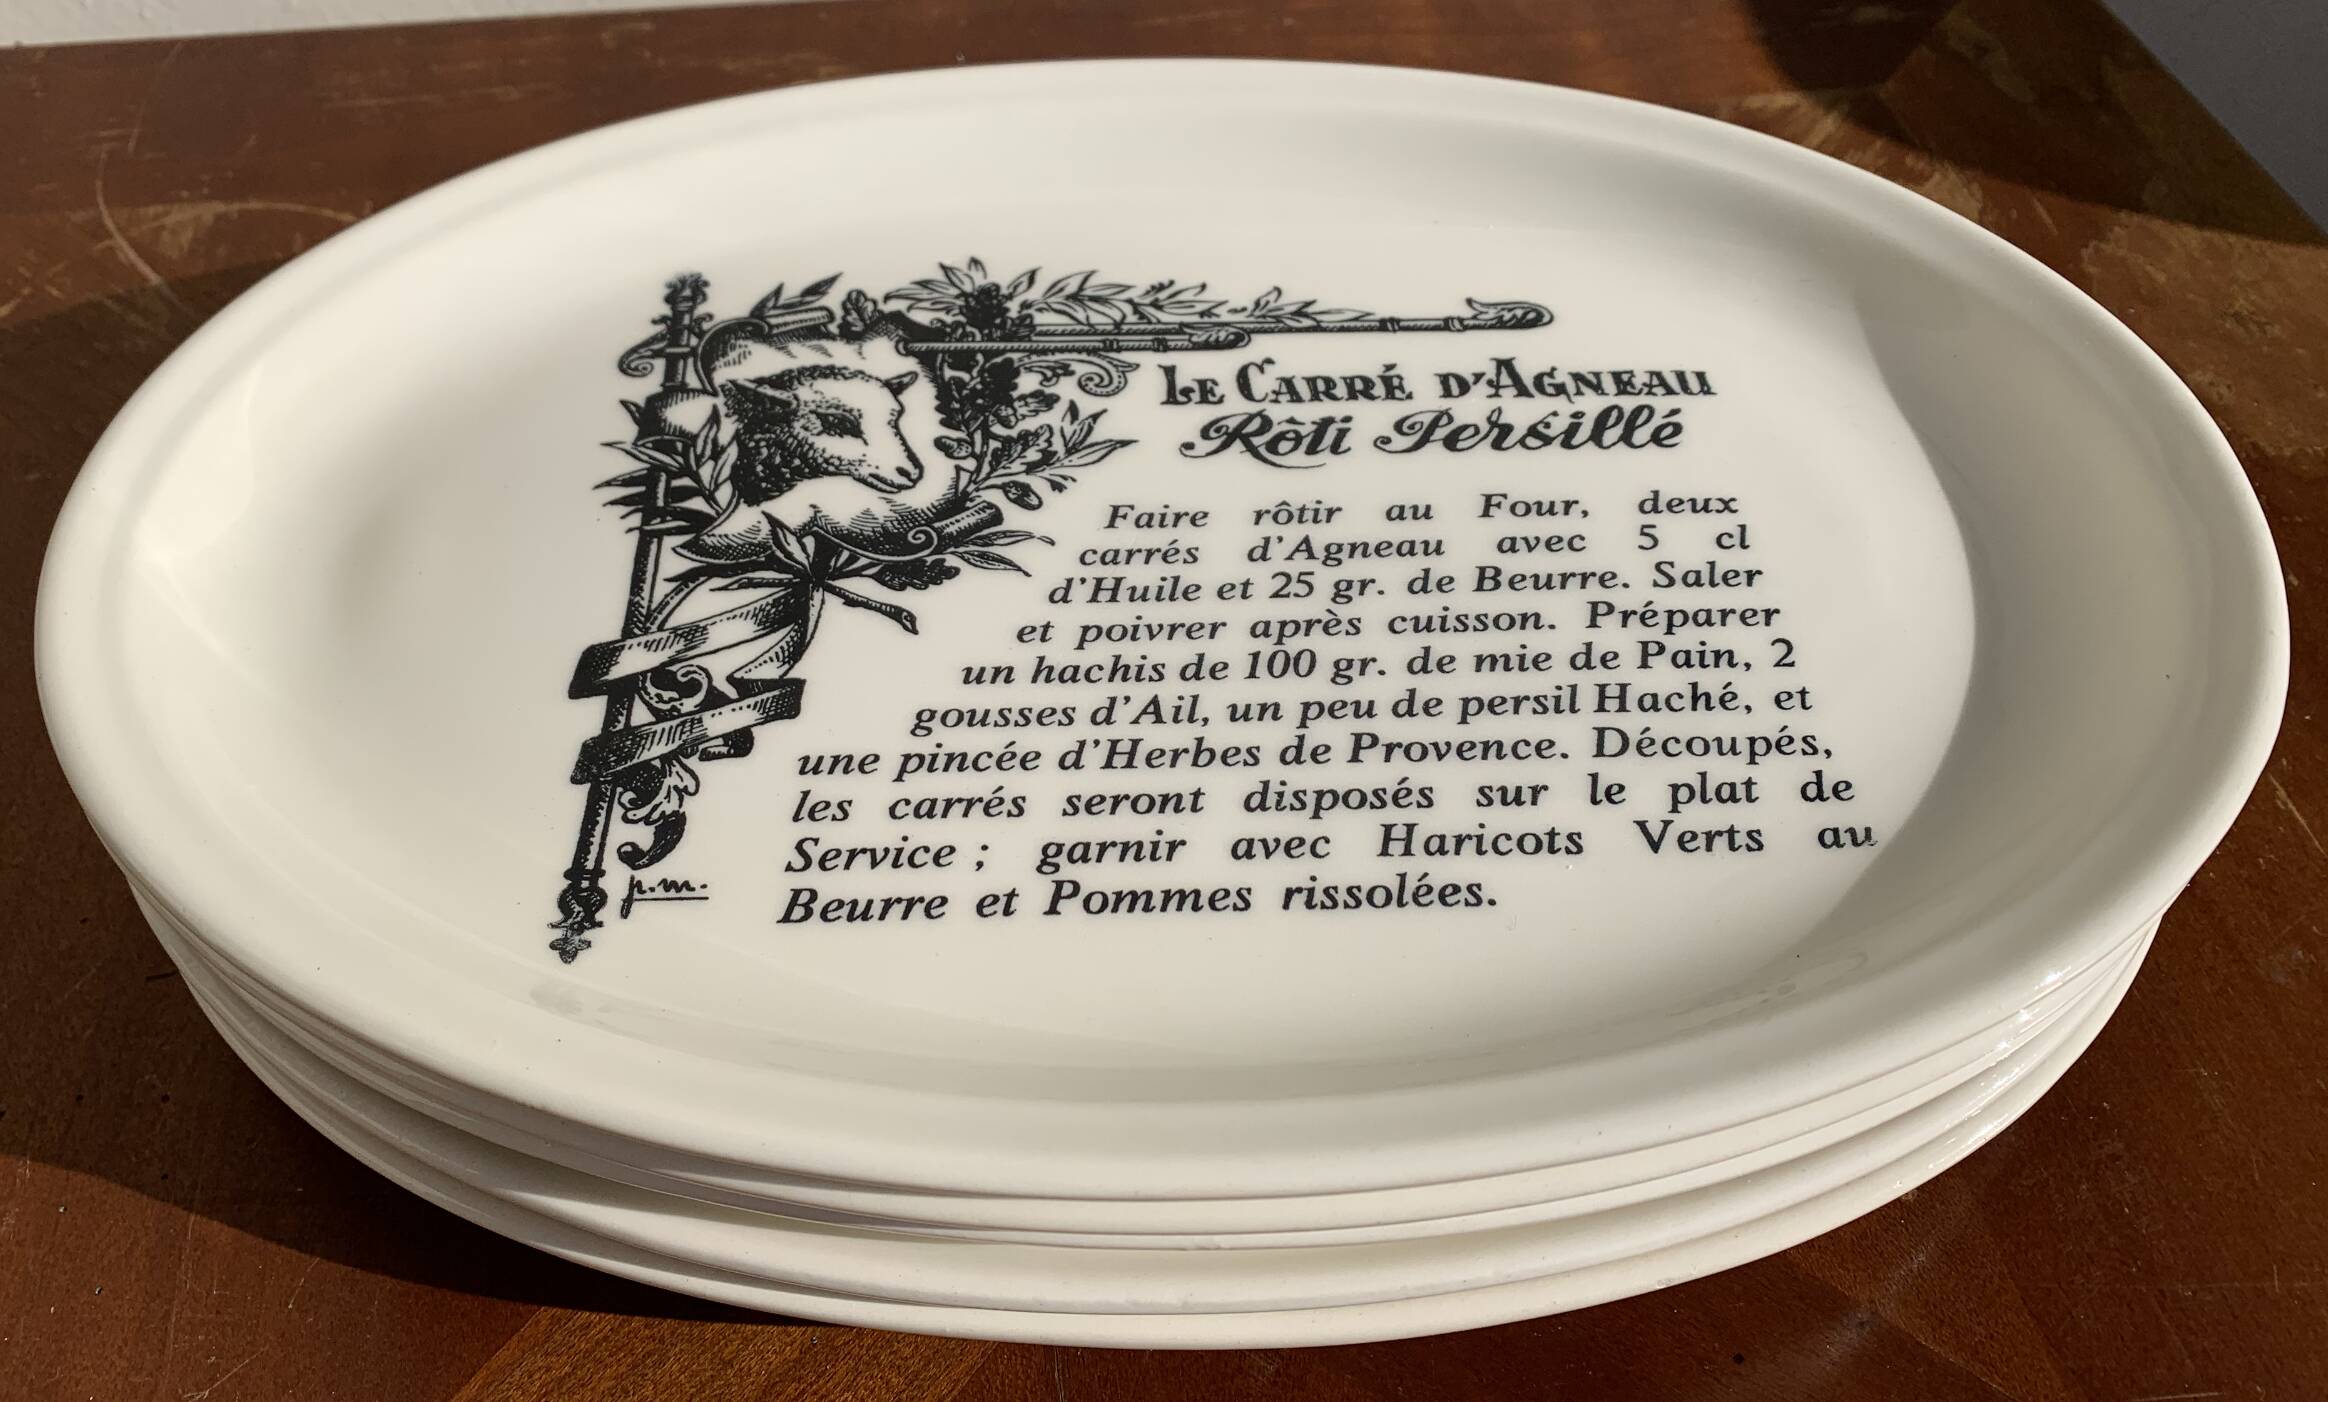 Le Carré d'Agneau
Rôti Persillé
Faire rôtir au Four, deux
carrés d'Agneau avec 5 cl
d'Huile et 25 gr. de Beurre. Saler
et poivrer après cuisson. Préparer
un hachis de 100 gr. de mie de Pain, 2
gousses d'Ail, un peu de persil Haché, et
une pincée d'Herbes de Provence. Découpés,
les carrés seront disposés sur le plat de
Service ; garnir avec Haricots Verts au
Beurre et Pommes rissolées.
p.m.